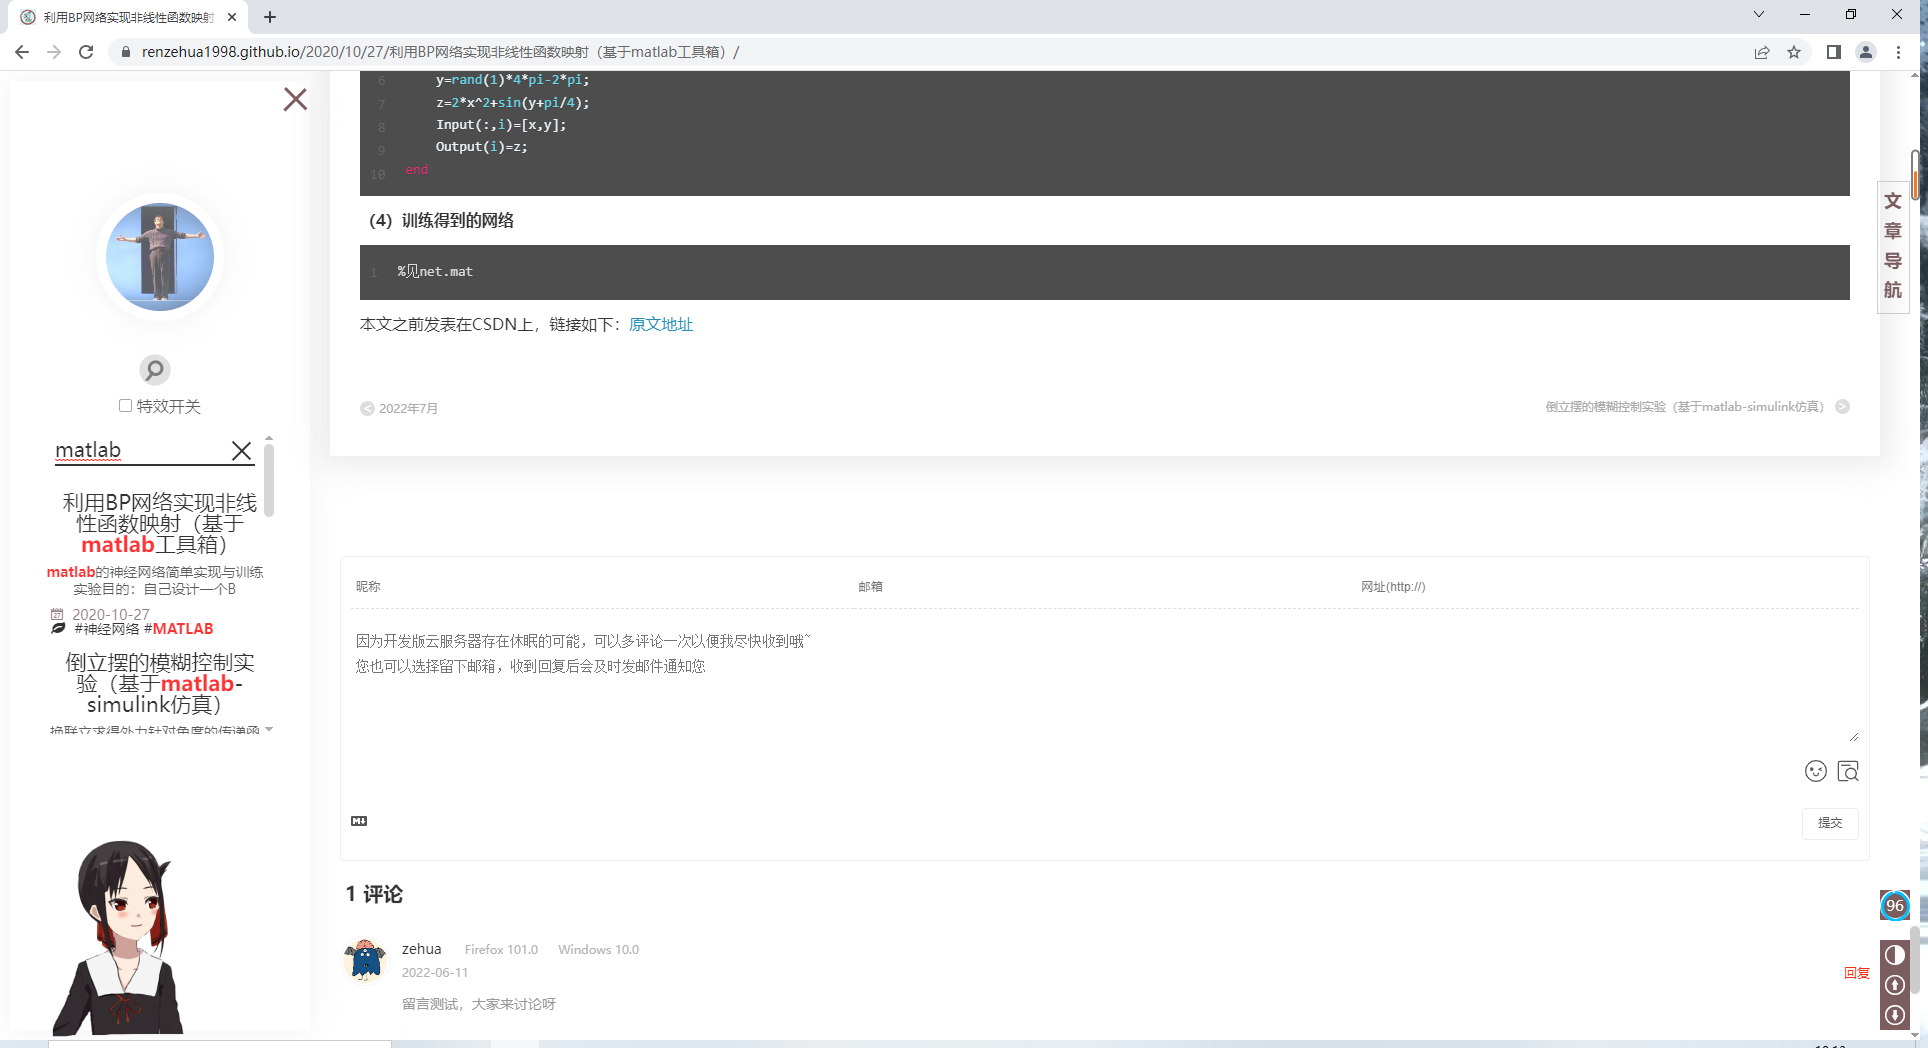 利用BP网络实现非线性函数映射
renzehua1998.github.io/2020/10/27/利用BP网络实现非线性函数映射（基于matlab工具箱）/
6 y=rand(1)*4*pi-2*pi;
7 z=2*x^2+sin(y+pi/4);
8 Input(:,i)=[x,y];
9 Output(i)=z;
10 end
（4）训练得到的网络
1 %见net.mat
本文之前发表在CSDN上，链接如下：原文地址
< 2022年7月
倒立摆的模糊控制实验（基于matlab-simulink仿真） >
文
章
导
航
特效开关
matlab
利用BP网络实现非线
性函数映射（基于
matlab工具箱）
matlab的神经网络简单实现与训练
实验目的：自己设计一个B
2020-10-27
#神经网络 #MATLAB
倒立摆的模糊控制实
验（基于matlab-
simulink仿真）
换联立求得外力针对角度的传递函
昵称
邮箱
网址(http://)
因为开发版云服务器存在休眠的可能，可以多评论一次以便我尽快收到哦~
您也可以选择留下邮箱，收到回复后会及时发邮件通知您
M↓
提交
1 评论
zehua Firefox 101.0 Windows 10.0
2022-06-11
回复
留言测试，大家来讨论呀
96